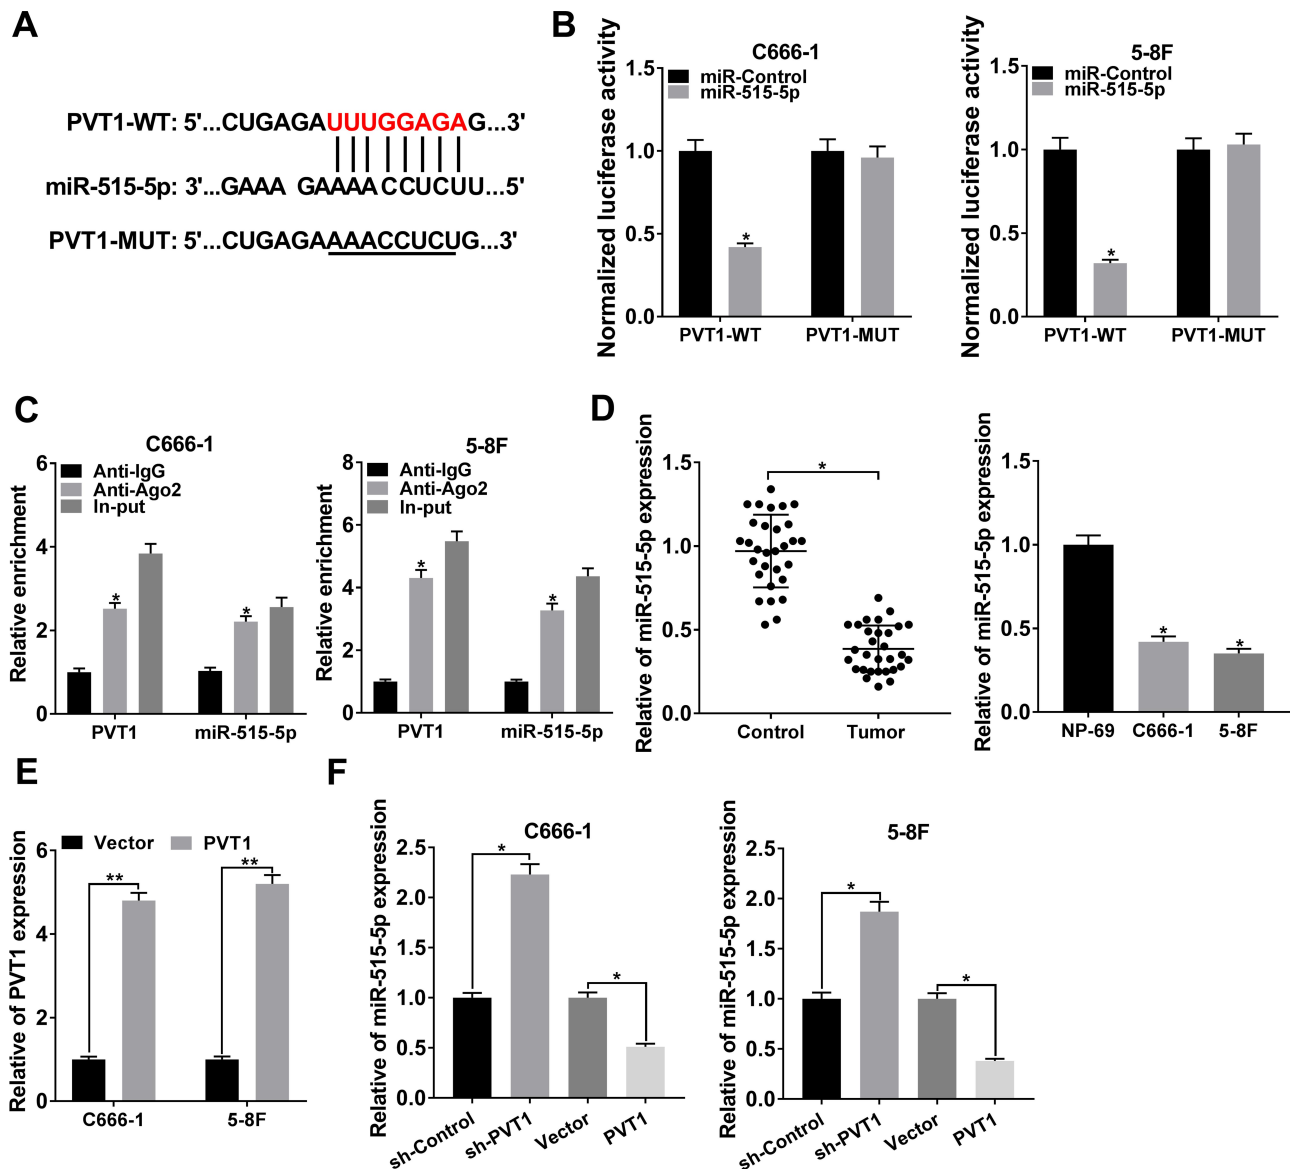 A
PVT1-WT: 5'...CUGAGAUUUGGAGAG...3'
miR-515-5p: 3'...GAAA GAAAACCUCUU...5'
PVT1-MUT: 5'...CUGAGAAAACCUCUG...3'
B
C666-1
miR-Control
miR-515-5p
Normalized luciferase activity
1.5
1.0
0.5
0.0
*
PVT1-WT PVT1-MUT
5-8F
miR-Control
miR-515-5p
Normalized luciferase activity
1.5
1.0
0.5
0.0
*
PVT1-WT PVT1-MUT
C
C666-1
Anti-IgG
Anti-Ago2
In-put
Relative enrichment
6
4
2
0
* *
PVT1 miR-515-5p
5-8F
Anti-IgG
Anti-Ago2
In-put
Relative enrichment
8
6
4
2
0
* *
PVT1 miR-515-5p
D
Relative of miR-515-5p expression
1.5
1.0
0.5
0.0
*
Control Tumor
Relative of miR-515-5p expression
1.5
1.0
0.5
0.0
* *
NP-69 C666-1 5-8F
E
Vector PVT1
Relative of PVT1 expression
6
4
2
0
** **
C666-1 5-8F
F
C666-1
Relative of miR-515-5p expression
2.5
2.0
1.5
1.0
0.5
0.0
* *
sh-Control sh-PVT1 Vector PVT1
5-8F
Relative of miR-515-5p expression
2.5
2.0
1.5
1.0
0.5
0.0
* *
sh-Control sh-PVT1 Vector PVT1